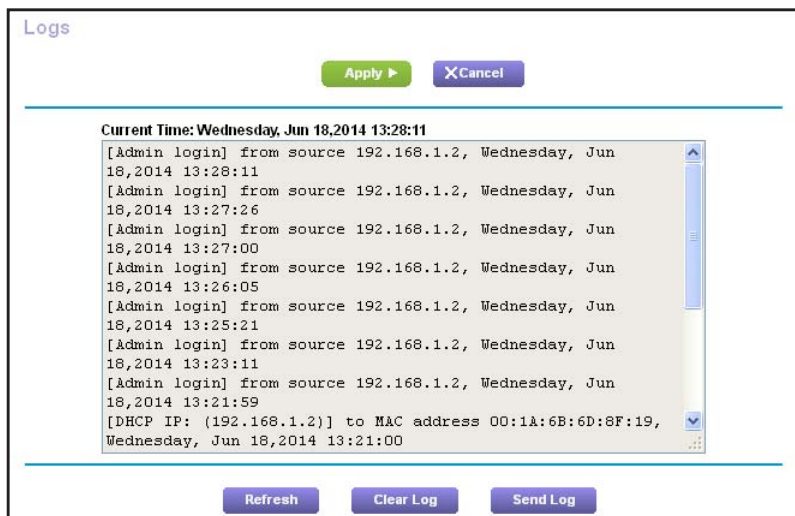 Logs
Apply ▶
XCancel
Current Time: Wednesday, Jun 18,2014 13:28:11
[Admin login] from source 192.168.1.2, Wednesday, Jun
18,2014 13:28:11
[Admin login] from source 192.168.1.2, Wednesday, Jun
18,2014 13:27:26
[Admin login] from source 192.168.1.2, Wednesday, Jun
18,2014 13:27:00
[Admin login] from source 192.168.1.2, Wednesday, Jun
18,2014 13:26:05
[Admin login] from source 192.168.1.2, Wednesday, Jun
18,2014 13:25:21
[Admin login] from source 192.168.1.2, Wednesday, Jun
18,2014 13:23:11
[Admin login] from source 192.168.1.2, Wednesday, Jun
18,2014 13:21:59
[DHCP IP: (192.168.1.2)] to MAC address 00:1A:6B:6D:8F:19,
Wednesday, Jun 18,2014 13:21:00
Refresh
Clear Log
Send Log